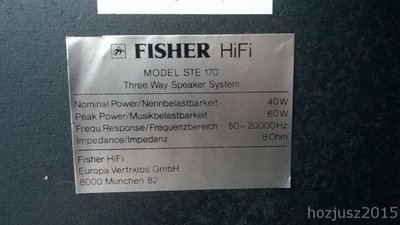 FISHER HiFi
MODEL STE 170
Three Way Speaker System
Nominal Power/Nennbelastbarkeit 40W
Peak Power/Musikbelastbarkeit 60W
Frequ.Response/Frequenzbereich 50-20000Hz
Impedance/Impedanz 8Ohm
Fisher HiFi
Europa Vertriebs GmbH
8000 München 82
hozjusz2015